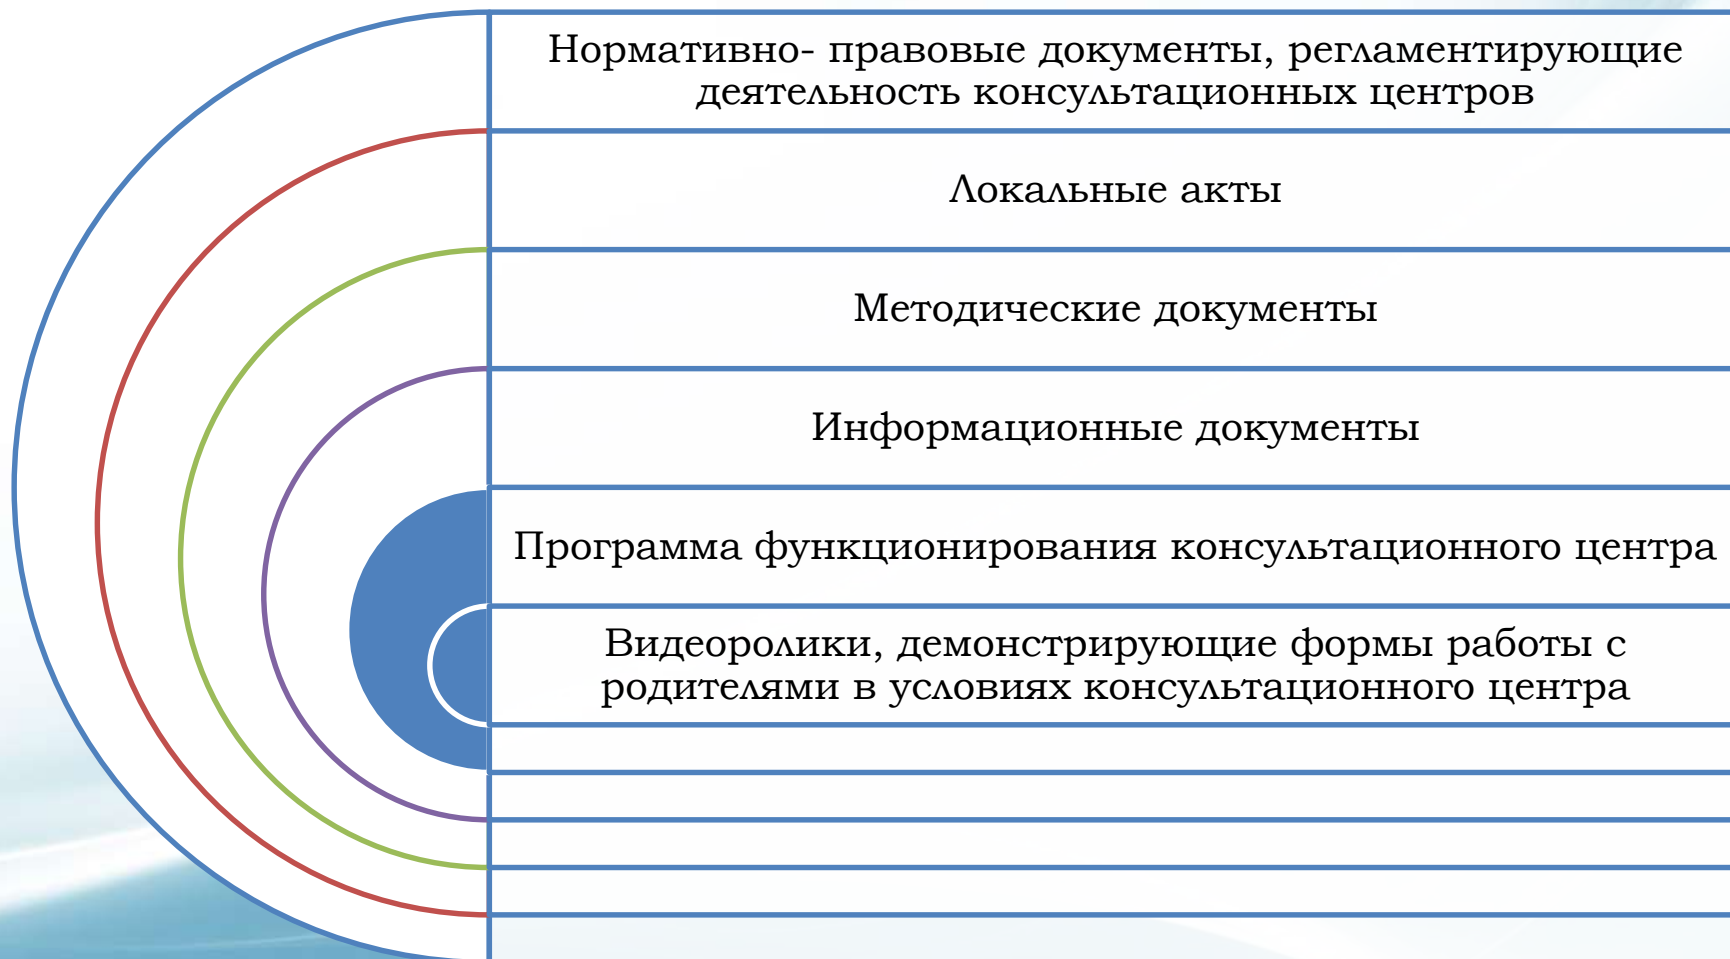 Нормативно- правовые документы, регламентирующие
деятельность консультационных центров
Локальные акты
Методические документы
Информационные документы
Программа функционирования консультационного центра
Видеоролики, демонстрирующие формы работы с
родителями в условиях консультационного центра